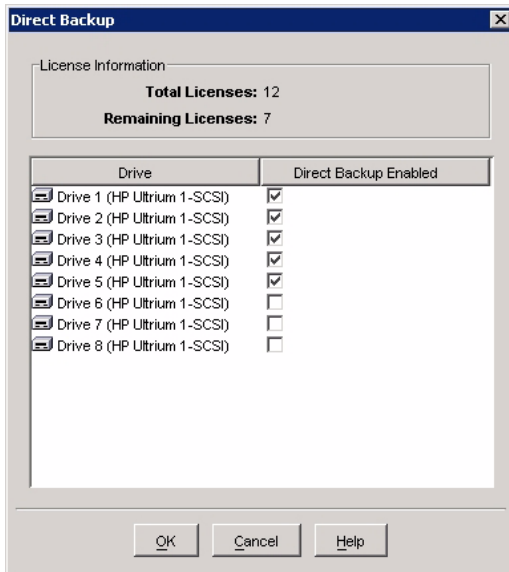 Direct Backup
License Information
Total Licenses: 12
Remaining Licenses: 7
Drive Direct Backup Enabled
Drive 1 (HP Ultrium 1-SCSI)
Drive 2 (HP Ultrium 1-SCSI)
Drive 3 (HP Ultrium 1-SCSI)
Drive 4 (HP Ultrium 1-SCSI)
Drive 5 (HP Ultrium 1-SCSI)
Drive 6 (HP Ultrium 1-SCSI)
Drive 7 (HP Ultrium 1-SCSI)
Drive 8 (HP Ultrium 1-SCSI)
OK Cancel Help